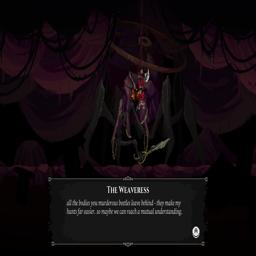 THE WEAVERESS
all the bodies you murderous beetles leave behind - they make my
hunts far easier. so maybe we can reach a mutual understanding.